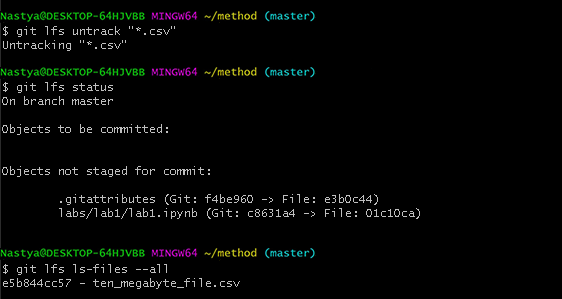 Nastya@DESKTOP-64HJVBB MINGW64 ~/method (master)
$ git lfs untrack "*.csv"
Untracking "*.csv"
Nastya@DESKTOP-64HJVBB MINGW64 ~/method (master)
$ git lfs status
On branch master
Objects to be committed:
Objects not staged for commit:
.gitattributes (Git: f4be960 -> File: e3b0c44)
labs/lab1/lab1.ipynb (Git: c8631a4 -> File: 01c10ca)
Nastya@DESKTOP-64HJVBB MINGW64 ~/method (master)
$ git lfs ls-files --all
e5b844cc57 - ten_megabyte_file.csv